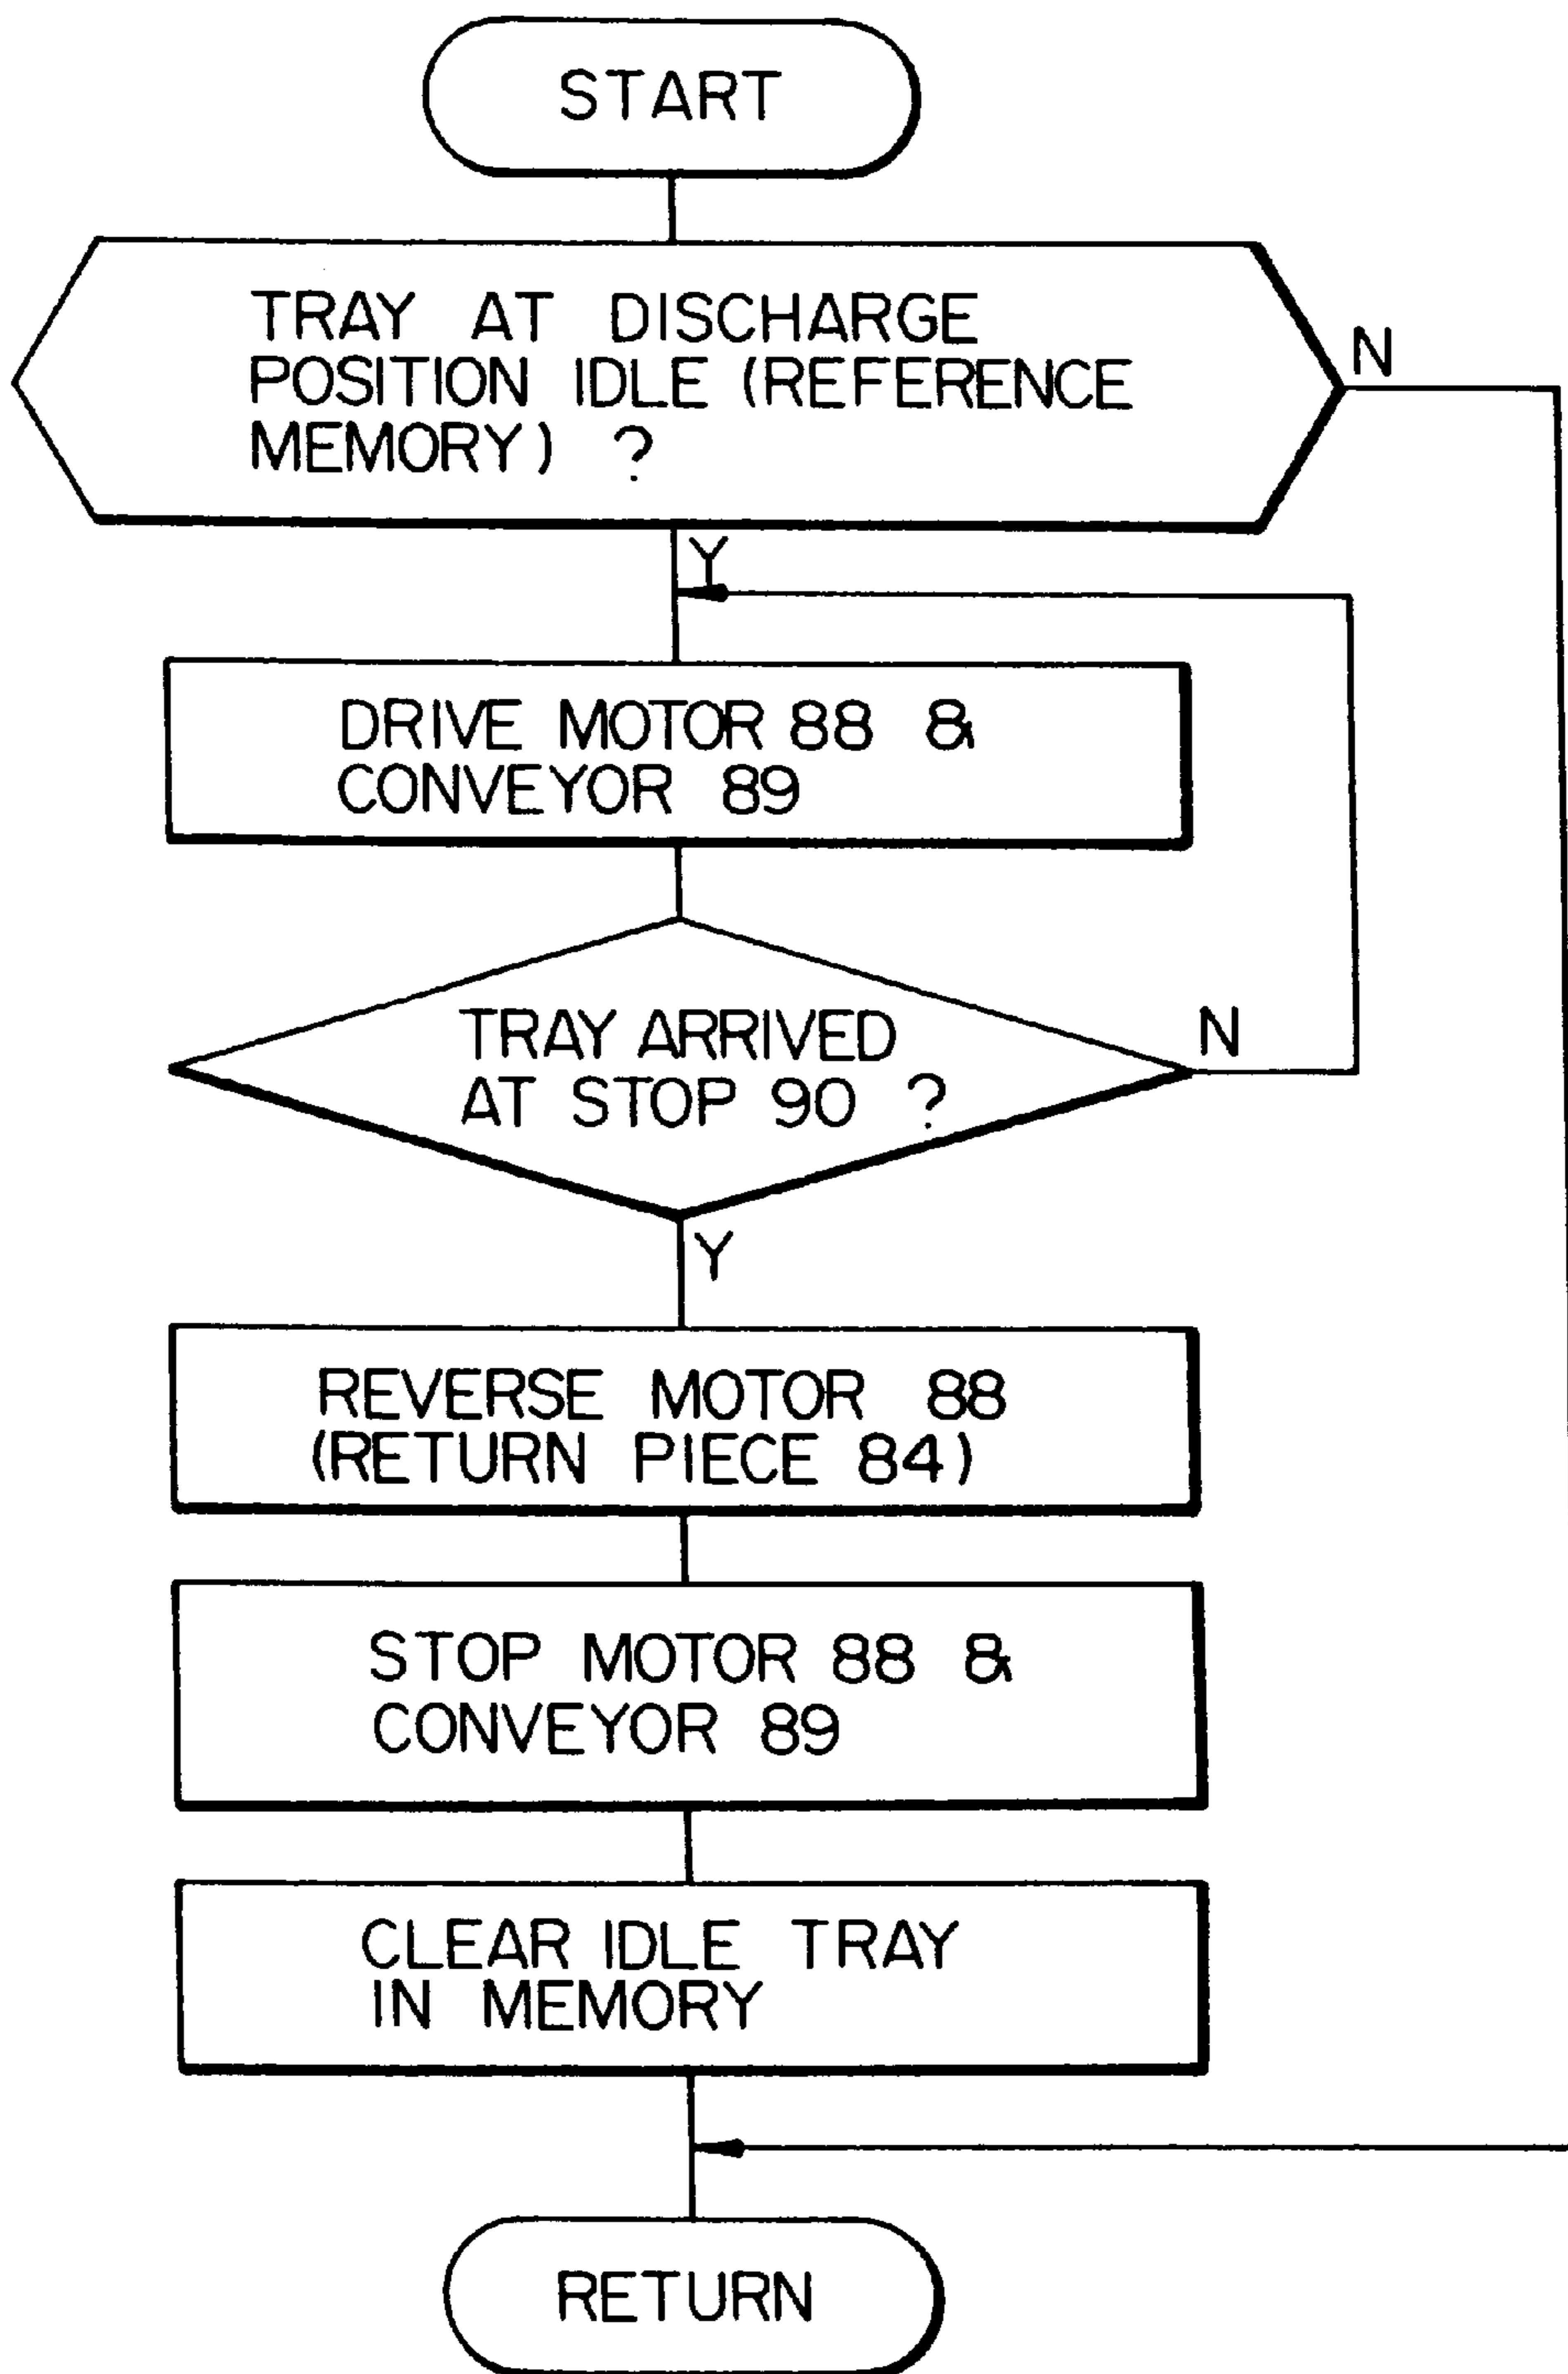 START
TRAY AT DISCHARGE
POSITION IDLE (REFERENCE
MEMORY) ?
N
Y
DRIVE MOTOR 88 &
CONVEYOR 89
TRAY ARRIVED
AT STOP 90 ?
N
Y
REVERSE MOTOR 88
(RETURN PIECE 84)
STOP MOTOR 88 &
CONVEYOR 89
CLEAR IDLE TRAY
IN MEMORY
RETURN